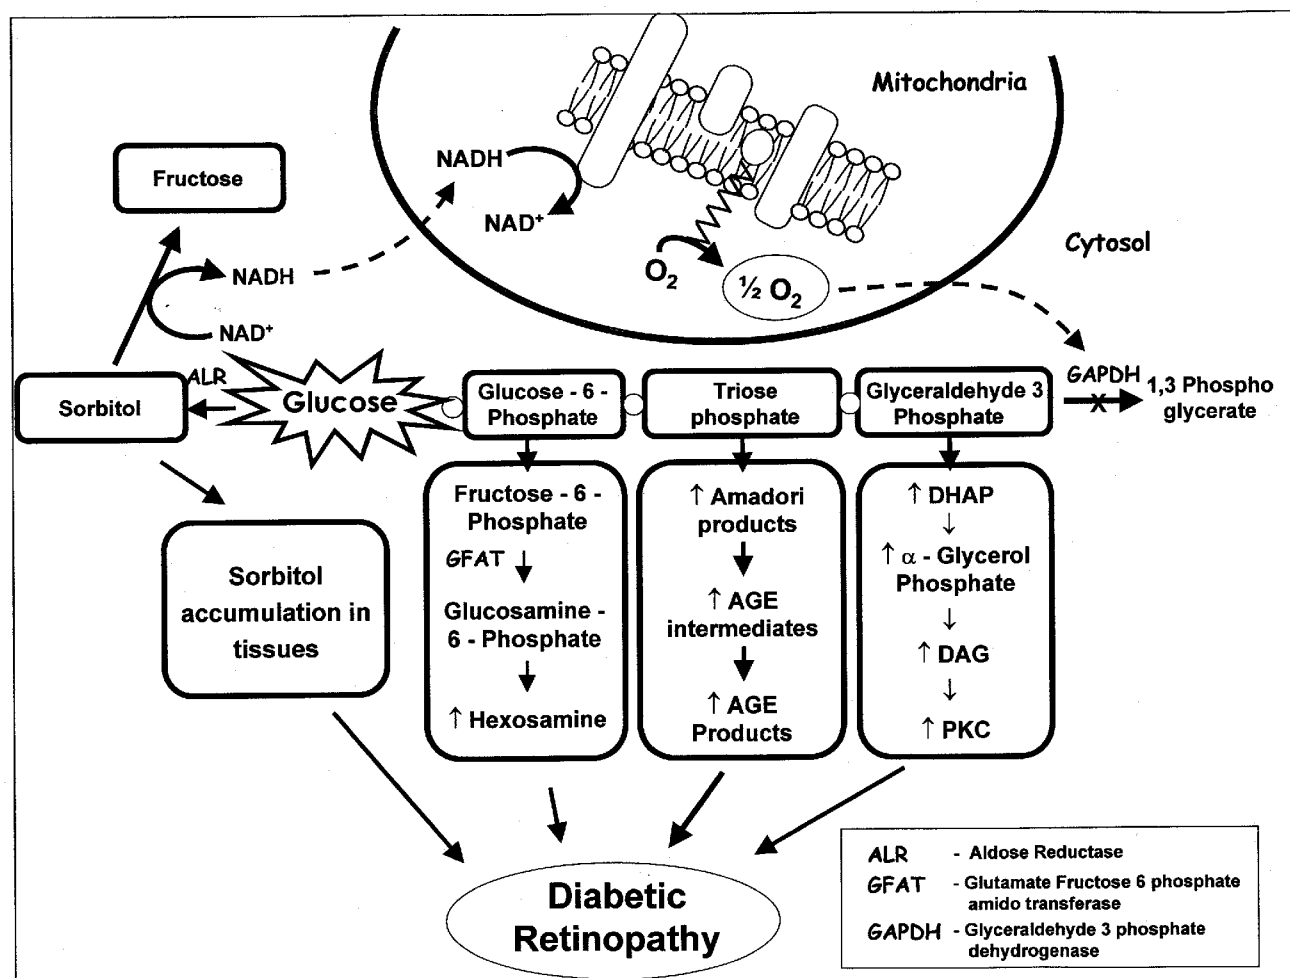 Mitochondria
NADH
NAD⁺
O₂
½ O₂
Cytosol
Fructose
NADH
NAD⁺
ALR
Sorbitol
Glucose
Glucose - 6 -
Phosphate
Triose
phosphate
Glyceraldehyde 3
Phosphate
GAPDH
X
1,3 Phospho
glycerate
Sorbitol
accumulation in
tissues
Fructose - 6 -
Phosphate
GFAT ↓
Glucosamine -
6 - Phosphate
↓
↑ Hexosamine
↑ Amadori
products
↑ AGE
intermediates
↑ AGE
Products
↑ DHAP
↓
↑ α - Glycerol
Phosphate
↓
↑ DAG
↓
↑ PKC
Diabetic
Retinopathy
ALR - Aldose Reductase
GFAT - Glutamate Fructose 6 phosphate
amido transferase
GAPDH - Glyceraldehyde 3 phosphate
dehydrogenase